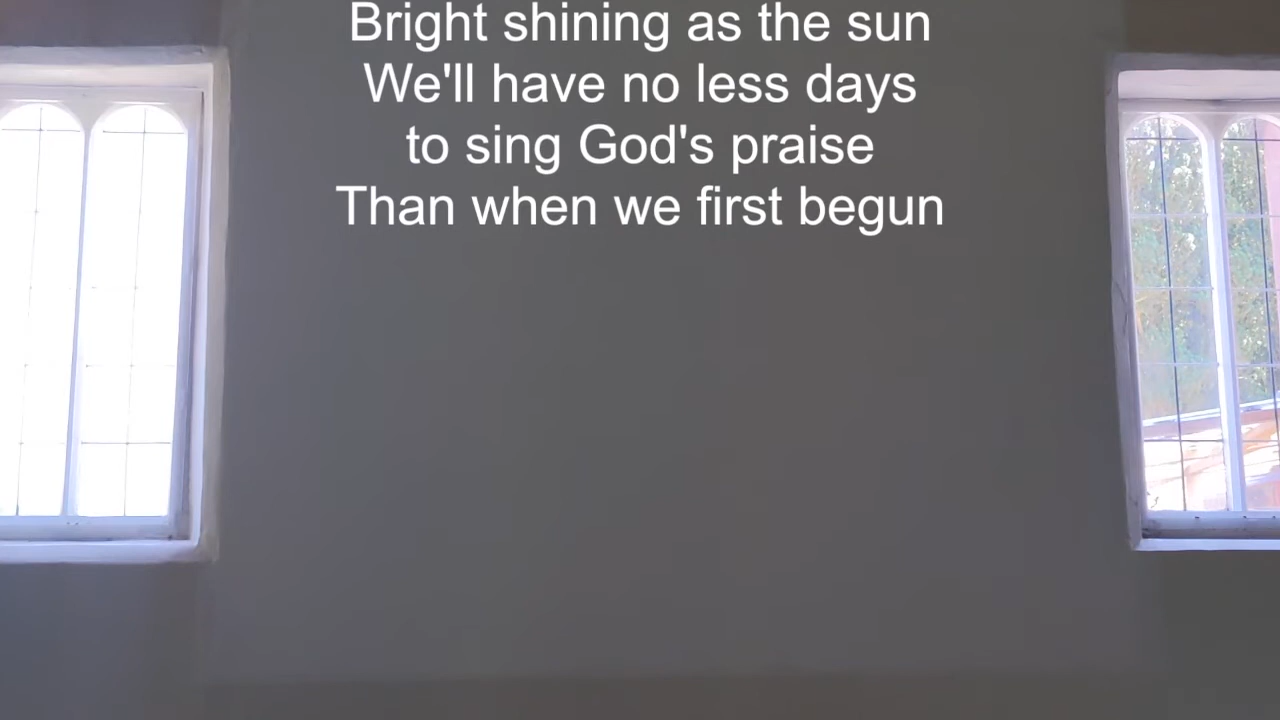 Bright shining as the sun
We'll have no less days
to sing God's praise
Than when we first begun